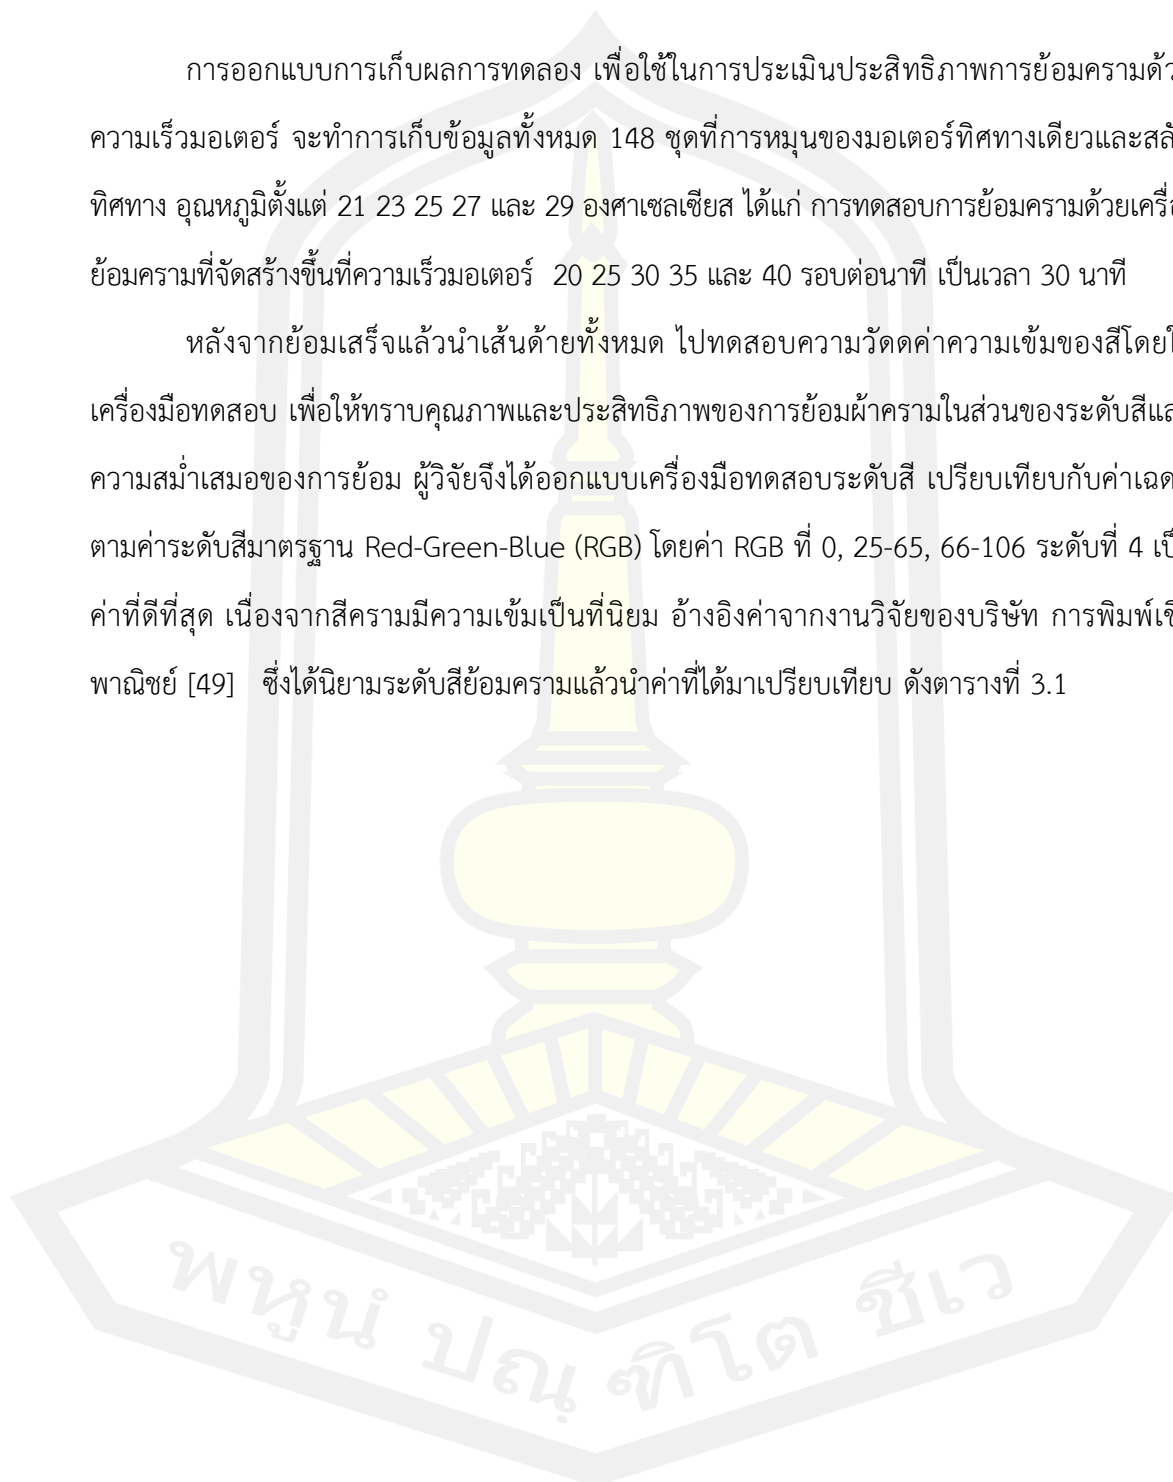 การออกแบบการเก็บผลการทดลอง เพื่อใช้ในการประเมินประสิทธิภาพการย้อมครามด้ว
ความเร็วมอเตอร์ จะทำการเก็บข้อมูลทั้งหมด 148 ชุดที่การหมุนของมอเตอร์ทิศทางเดียวและสลั
ทิศทาง อุณหภูมิตั้งแต่ 21 23 25 27 และ 29 องศาเซลเซียส ได้แก่ การทดสอบการย้อมครามด้วยเครื่อ
ย้อมครามที่จัดสร้างขึ้นที่ความเร็วมอเตอร์ 20 25 30 35 และ 40 รอบต่อนาที เป็นเวลา 30 นาที
หลังจากย้อมเสร็จแล้วนำเส้นด้ายทั้งหมด ไปทดสอบความวัดดค่าความเข้มของสีโดยใ
เครื่องมือทดสอบ เพื่อให้ทราบคุณภาพและประสิทธิภาพของการย้อมผ้าครามในส่วนของระดับสีแล
ความสม่ำเสมอของการย้อม ผู้วิจัยจึงได้ออกแบบเครื่องมือทดสอบระดับสี เปรียบเทียบกับค่าเฉด
ตามค่าระดับสีมาตรฐาน Red-Green-Blue (RGB) โดยค่า RGB ที่ 0, 25-65, 66-106 ระดับที่ 4 เป็
ค่าที่ดีที่สุด เนื่องจากสีครามมีความเข้มเป็นที่นิยม อ้างอิงค่าจากงานวิจัยของบริษัท การพิมพ์เชิ
พาณิชย์ [49] ซึ่งได้นิยามระดับสีย้อมครามแล้วนำค่าที่ได้มาเปรียบเทียบ ดังตารางที่ 3.1
พหูนํ ปณฺฑิโต ชีเว